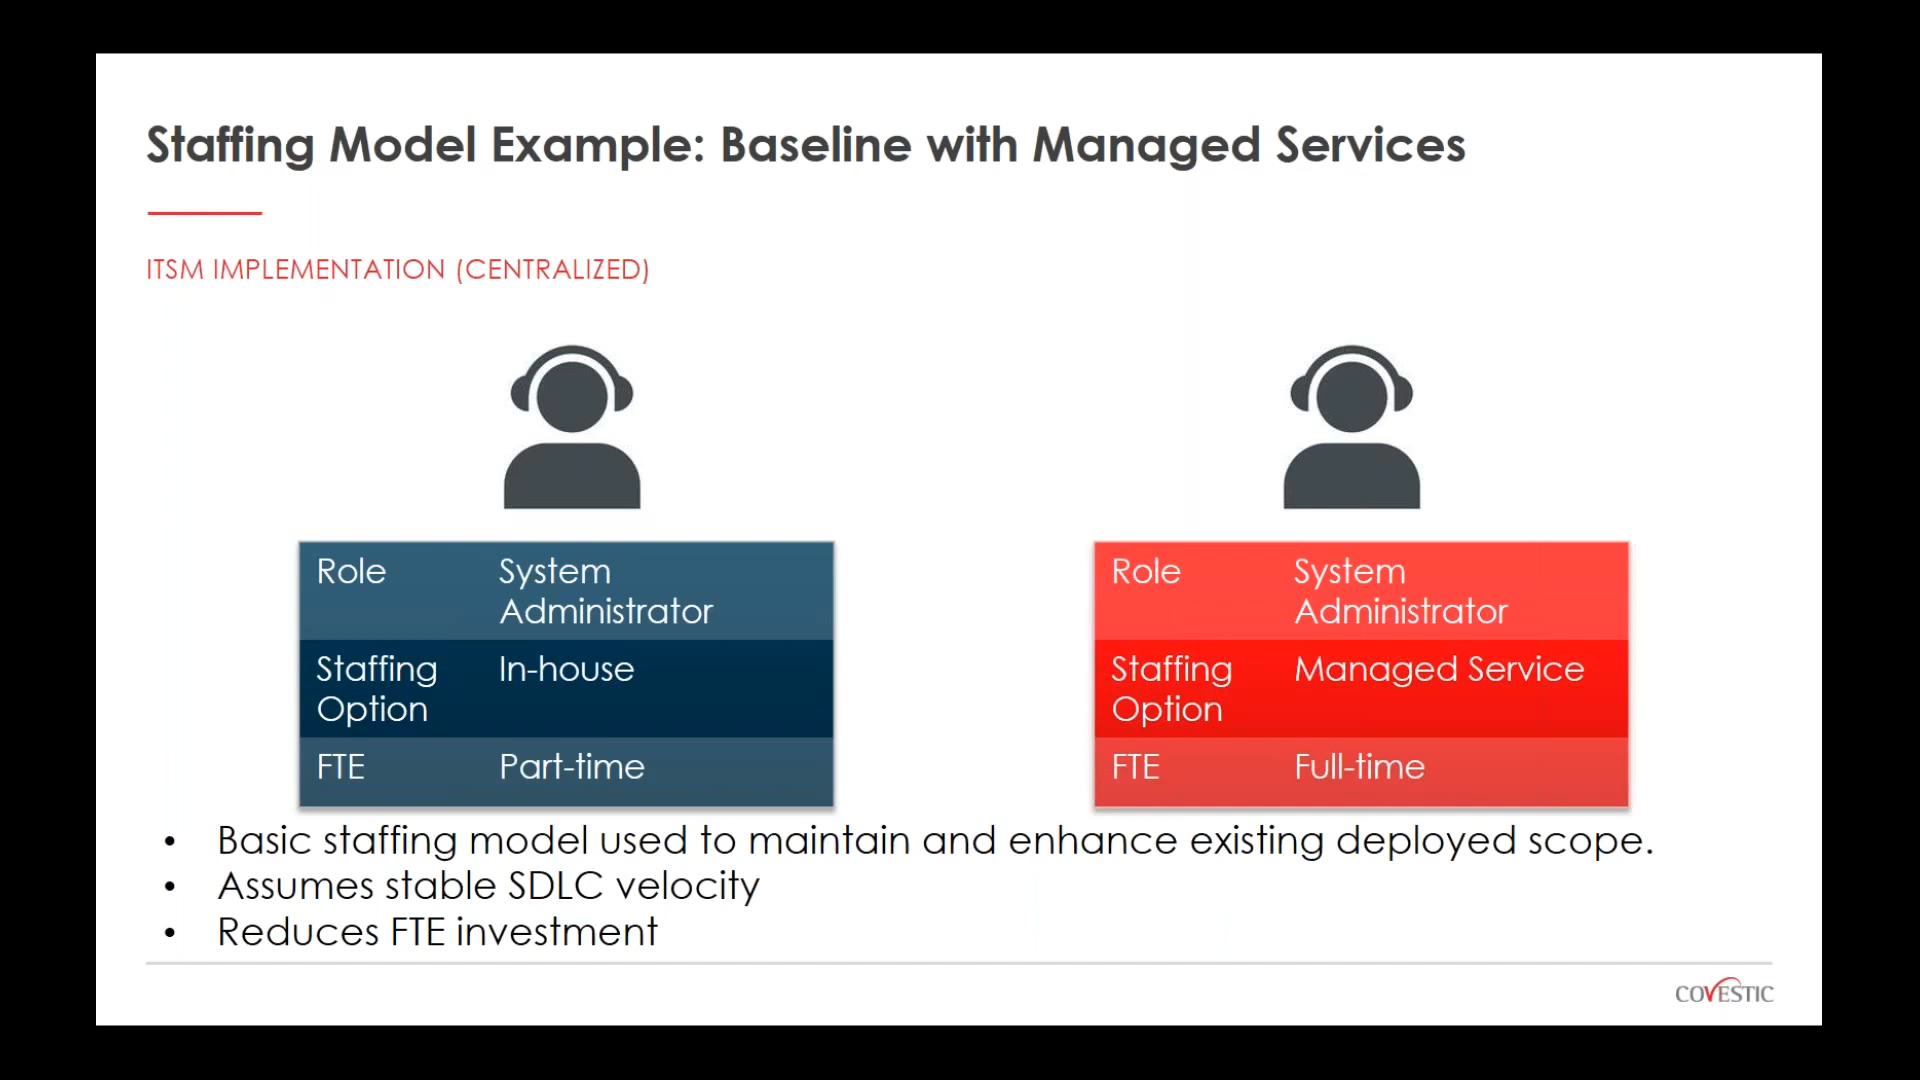 Staffing Model Example: Baseline with Managed Services
ITSM IMPLEMENTATION (CENTRALIZED)
Role System
Administrator
Staffing In-house
Option
FTE Part-time
Role System
Administrator
Staffing Managed Service
Option
FTE Full-time
• Basic staffing model used to maintain and enhance existing deployed scope.
• Assumes stable SDLC velocity
• Reduces FTE investment
COVESTIC